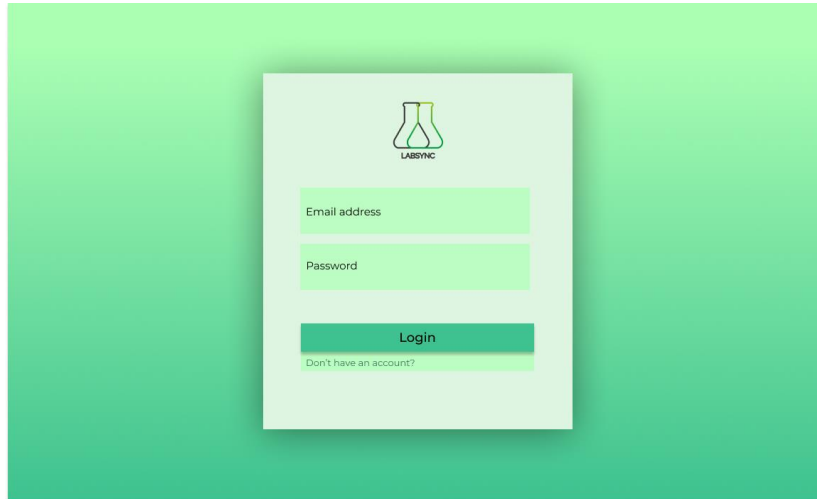 LABSYNC
Email address
Password
Login
Don't have an account?